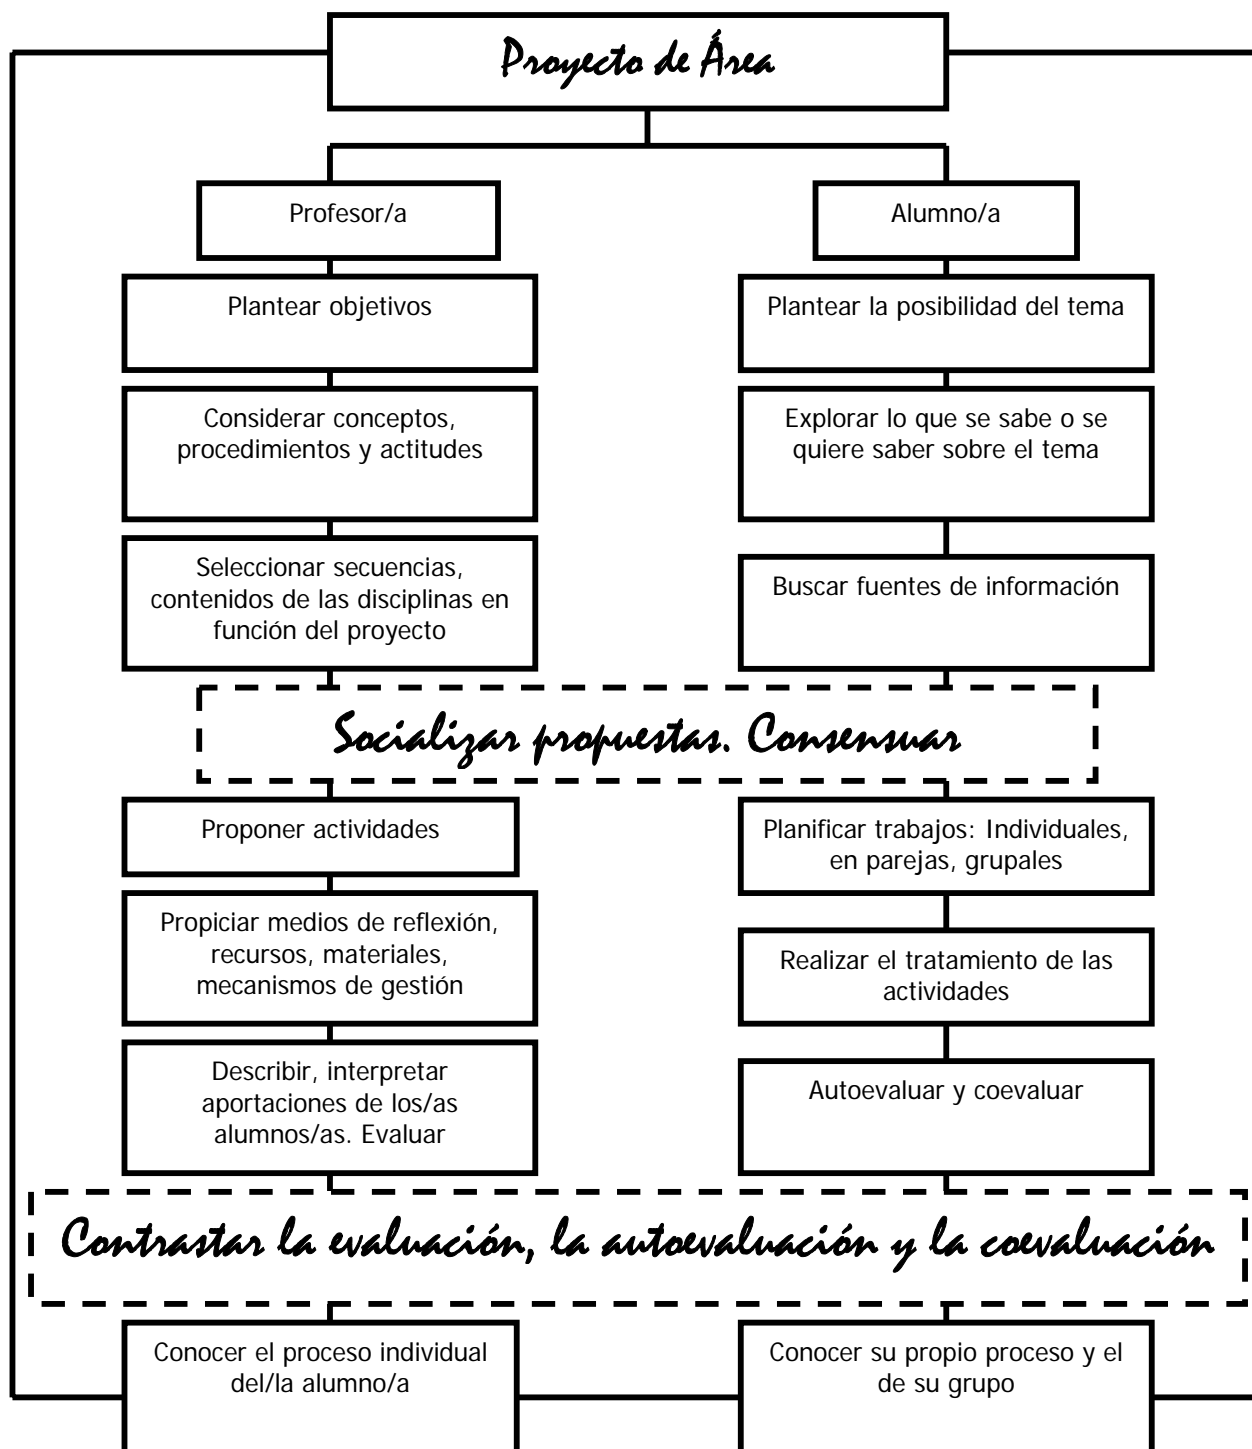 Proyecto de Área
Profesor/a
Alumno/a
Plantear objetivos
Plantear la posibilidad del tema
Considerar conceptos,
procedimientos y actitudes
Explorar lo que se sabe o se
quiere saber sobre el tema
Seleccionar secuencias,
contenidos de las disciplinas en
función del proyecto
Buscar fuentes de información
Socializar propuestas. Consensuar
Proponer actividades
Planificar trabajos: Individuales,
en parejas, grupales
Propiciar medios de reflexión,
recursos, materiales,
mecanismos de gestión
Realizar el tratamiento de las
actividades
Describir, interpretar
aportaciones de los/as
alumnos/as. Evaluar
Autoevaluar y coevaluar
Contrastar la evaluación, la autoevaluación y la coevaluación
Conocer el proceso individual
del/la alumno/a
Conocer su propio proceso y el
de su grupo